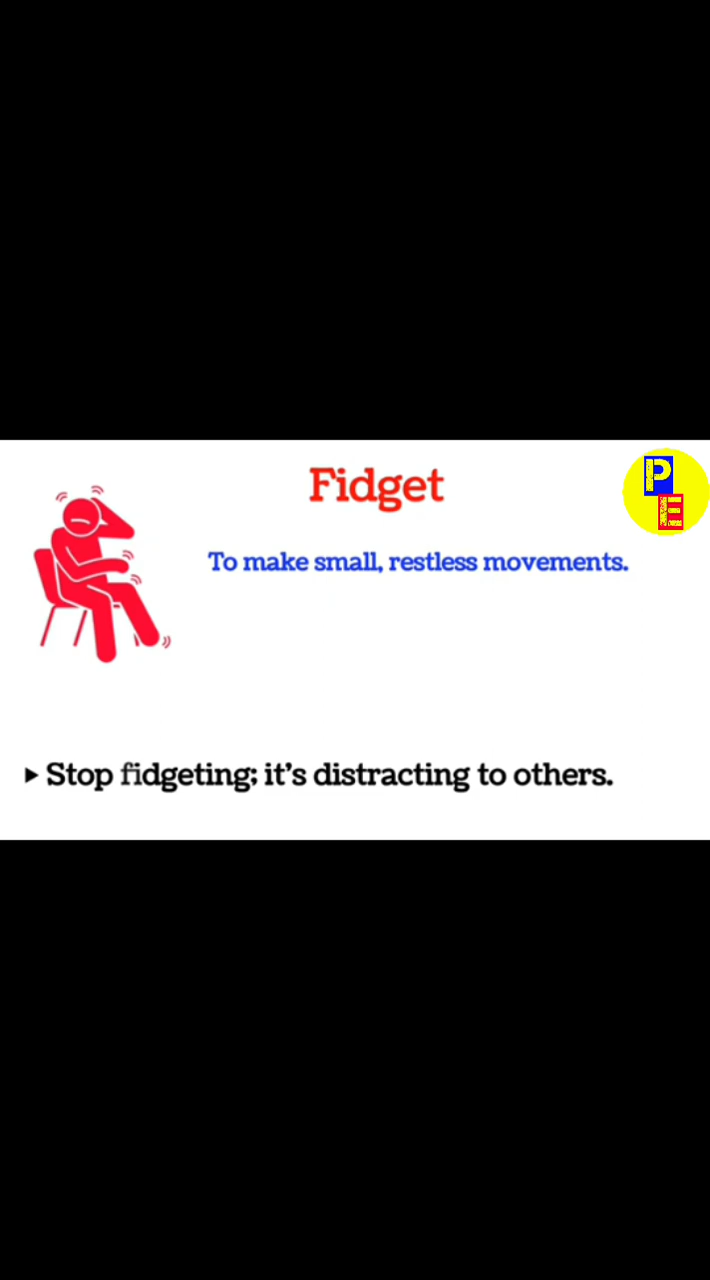 Fidget
P
E
To make small, restless movements.
▸ Stop fidgeting; it's distracting to others.